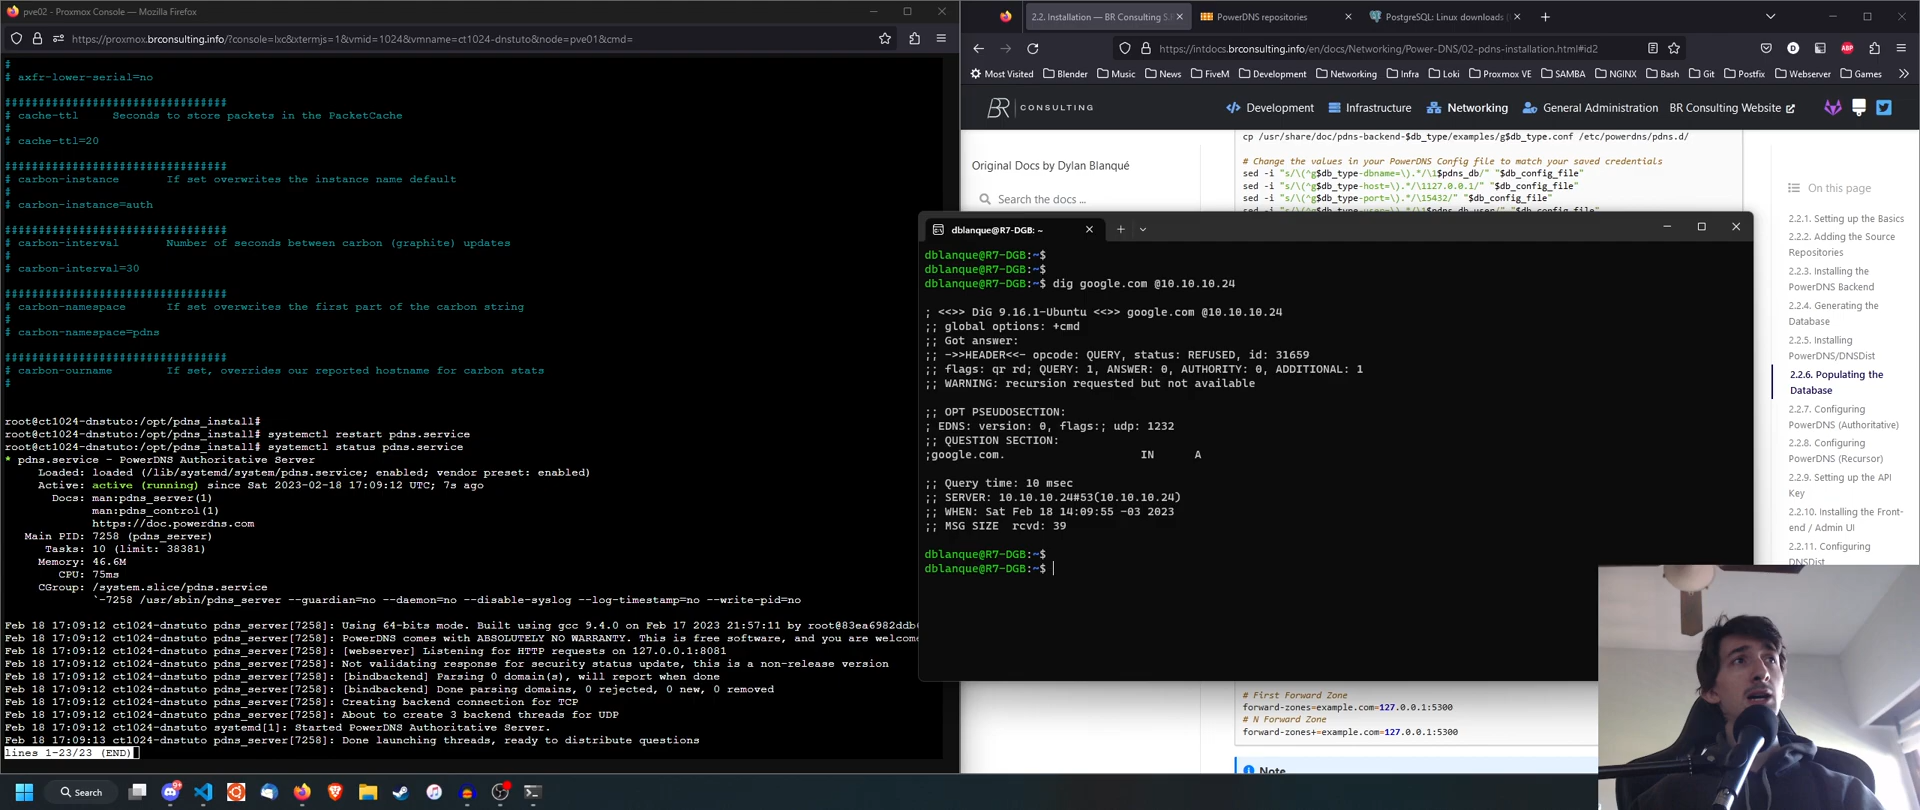 pve02 - Proxmox Console — Mozilla Firefox
https://proxmox.brconsulting.info/?console=lxc&xtermjs=1&vmid=1024&vmname=ct1024-dnstuto&node=pve01&cmd=
#
# axfr-lower-serial=no
#################################
# cache-ttl     Seconds to store packets in the PacketCache
#
# cache-ttl=20
#################################
# carbon-instance       If set overwrites the instance name default
#
# carbon-instance=auth
#################################
# carbon-interval       Number of seconds between carbon (graphite) updates
#
# carbon-interval=30
#################################
# carbon-namespace      If set overwrites the first part of the carbon string
#
# carbon-namespace=pdns
#################################
# carbon-ourname        If set, overrides our reported hostname for carbon stats
#
root@ct1024-dnstuto:/opt/pdns_install#
root@ct1024-dnstuto:/opt/pdns_install# systemctl restart pdns.service
root@ct1024-dnstuto:/opt/pdns_install# systemctl status pdns.service
* pdns.service - PowerDNS Authoritative Server
Loaded: loaded (/lib/systemd/system/pdns.service; enabled; vendor preset: enabled)
Active: active (running) since Sat 2023-02-18 17:09:12 UTC; 7s ago
Docs: man:pdns_server(1)
man:pdns_control(1)
https://doc.powerdns.com
Main PID: 7258 (pdns_server)
Tasks: 10 (limit: 38381)
Memory: 46.6M
CPU: 75ms
CGroup: /system.slice/pdns.service
`-7258 /usr/sbin/pdns_server --guardian=no --daemon=no --disable-syslog --log-timestamp=no --write-pid=no
Feb 18 17:09:12 ct1024-dnstuto pdns_server[7258]: Using 64-bits mode. Built using gcc 9.4.0 on Feb 17 2023 21:57:11 by root@83ea6982ddb
Feb 18 17:09:12 ct1024-dnstuto pdns_server[7258]: PowerDNS comes with ABSOLUTELY NO WARRANTY. This is free software, and you are welcome
Feb 18 17:09:12 ct1024-dnstuto pdns_server[7258]: [webserver] Listening for HTTP requests on 127.0.0.1:8081
Feb 18 17:09:12 ct1024-dnstuto pdns_server[7258]: Not validating response for security status update, this is a non-release version
Feb 18 17:09:12 ct1024-dnstuto pdns_server[7258]: [bindbackend] Parsing 0 domain(s), will report when done
Feb 18 17:09:12 ct1024-dnstuto pdns_server[7258]: [bindbackend] Done parsing domains, 0 rejected, 0 new, 0 removed
Feb 18 17:09:12 ct1024-dnstuto pdns_server[7258]: Creating backend connection for TCP
Feb 18 17:09:12 ct1024-dnstuto pdns_server[7258]: About to create 3 backend threads for UDP
Feb 18 17:09:12 ct1024-dnstuto systemd[1]: Started PowerDNS Authoritative Server.
Feb 18 17:09:13 ct1024-dnstuto pdns_server[7258]: Done launching threads, ready to distribute questions
lines 1-23/23 (END)
2.2. Installation — BR Consulting S.
PowerDNS repositories
PostgreSQL: Linux downloads (
https://intdocs.brconsulting.info/en/docs/Networking/Power-DNS/02-pdns-installation.html#id2
Most Visited Blender Music News FiveM Development Networking Infra Loki Proxmox VE SAMBA NGINX Bash Git Postfix Webserver Games
BR CONSULTING
Development Infrastructure Networking General Administration BR Consulting Website
Original Docs by Dylan Blanqué
Search the docs ...
cp /usr/share/doc/pdns-backend-$db_type/examples/g$db_type.conf /etc/powerdns/pdns.d/
# Change the values in your PowerDNS Config file to match your saved credentials
sed -i "s/\(^g$db_type-dbname=\).*/\1$pdns_db/" "$db_config_file"
sed -i "s/\(^g$db_type-host=\).*/\1127.0.0.1/" "$db_config_file"
sed -i "s/\(^g$db_type-port=\).*/\15432/" "$db_config_file"
dblanque@R7-DGB: ~
dblanque@R7-DGB:~$
dblanque@R7-DGB:~$
dblanque@R7-DGB:~$ dig google.com @10.10.10.24
; <<>> DiG 9.16.1-Ubuntu <<>> google.com @10.10.10.24
;; global options: +cmd
;; Got answer:
;; ->>HEADER<<- opcode: QUERY, status: REFUSED, id: 31659
;; flags: qr rd; QUERY: 1, ANSWER: 0, AUTHORITY: 0, ADDITIONAL: 1
;; WARNING: recursion requested but not available
;; OPT PSEUDOSECTION:
; EDNS: version: 0, flags:; udp: 1232
;; QUESTION SECTION:
;google.com.                    IN      A
;; Query time: 10 msec
;; SERVER: 10.10.10.24#53(10.10.10.24)
;; WHEN: Sat Feb 18 14:09:55 -03 2023
;; MSG SIZE  rcvd: 39
dblanque@R7-DGB:~$
dblanque@R7-DGB:~$
# First Forward Zone
forward-zones=example.com=127.0.0.1:5300
# N Forward Zone
forward-zones+=example.com=127.0.0.1:5300
Note
On this page
2.2.1. Setting up the Basics
2.2.2. Adding the Source
Repositories
2.2.3. Installing the
PowerDNS Backend
2.2.4. Generating the
Database
2.2.5. Installing
PowerDNS/DNSDist
2.2.6. Populating the
Database
2.2.7. Configuring
PowerDNS (Authoritative)
2.2.8. Configuring
PowerDNS (Recursor)
2.2.9. Setting up the API
Key
2.2.10. Installing the Front-
end / Admin UI
2.2.11. Configuring
DNSDist
Search